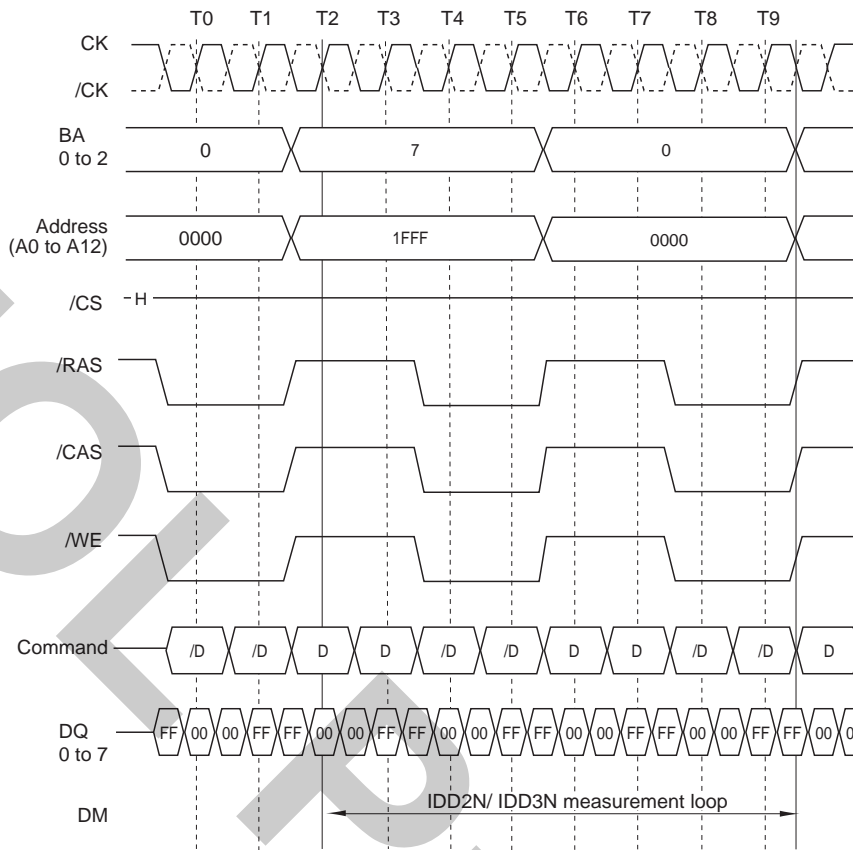 T0 T1 T2 T3 T4 T5 T6 T7 T8 T9
CK
/CK
BA
0 to 2
0 7 0
Address
(A0 to A12)
0000 1FFF 0000
/CS H
/RAS
/CAS
/WE
Command /D /D D D /D /D D D /D /D D
DQ
0 to 7
FF 00 00 FF FF 00 00 FF FF 00 00 FF FF 00 00 FF FF 00 00 FF FF 00
DM
IDD2N/ IDD3N measurement loop